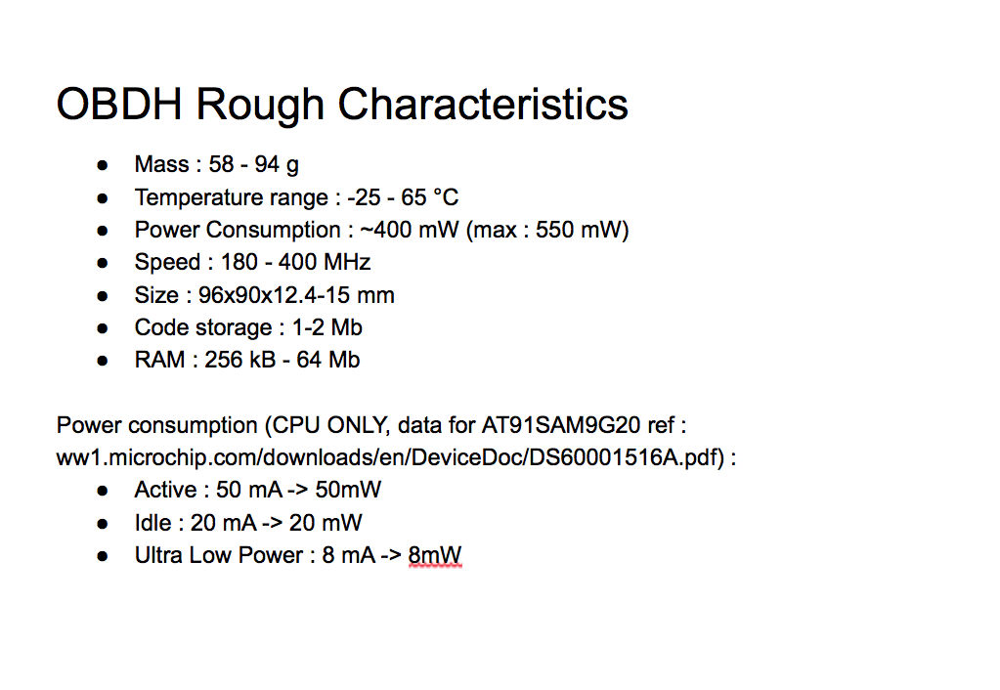 OBDH Rough Characteristics
● Mass : 58 - 94 g
● Temperature range : -25 - 65 °C
● Power Consumption : ~400 mW (max : 550 mW)
● Speed : 180 - 400 MHz
● Size : 96x90x12.4-15 mm
● Code storage : 1-2 Mb
● RAM : 256 kB - 64 Mb
Power consumption (CPU ONLY, data for AT91SAM9G20 ref :
ww1.microchip.com/downloads/en/DeviceDoc/DS60001516A.pdf) :
● Active : 50 mA -> 50mW
● Idle : 20 mA -> 20 mW
● Ultra Low Power : 8 mA -> 8mW